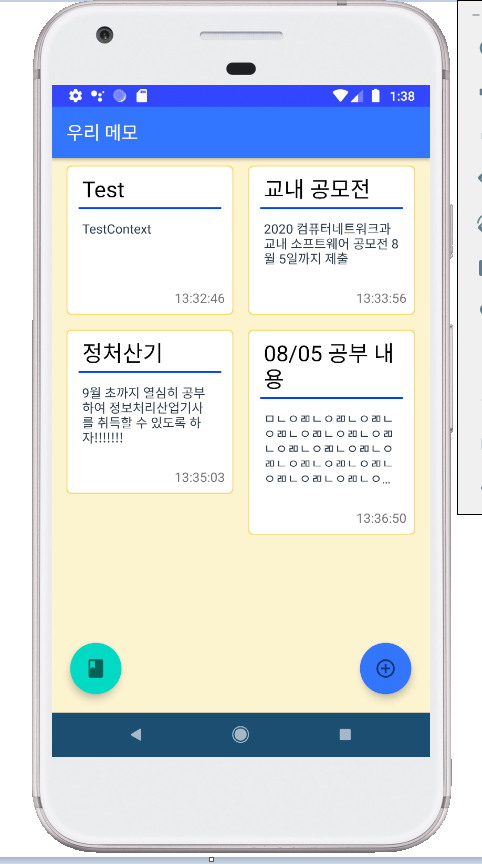 1:38
우리 메모
Test
TestContext
13:32:46
교내 공모전
2020 컴퓨터네트워크과
교내 소프트웨어 공모전 8
월 5일까지 제출
13:33:56
정처산기
9월 초까지 열심히 공부
하여 정보처리산업기사
를 취득할 수 있도록 하
자!!!!!!!
13:35:03
08/05 공부 내
용
13:36:50